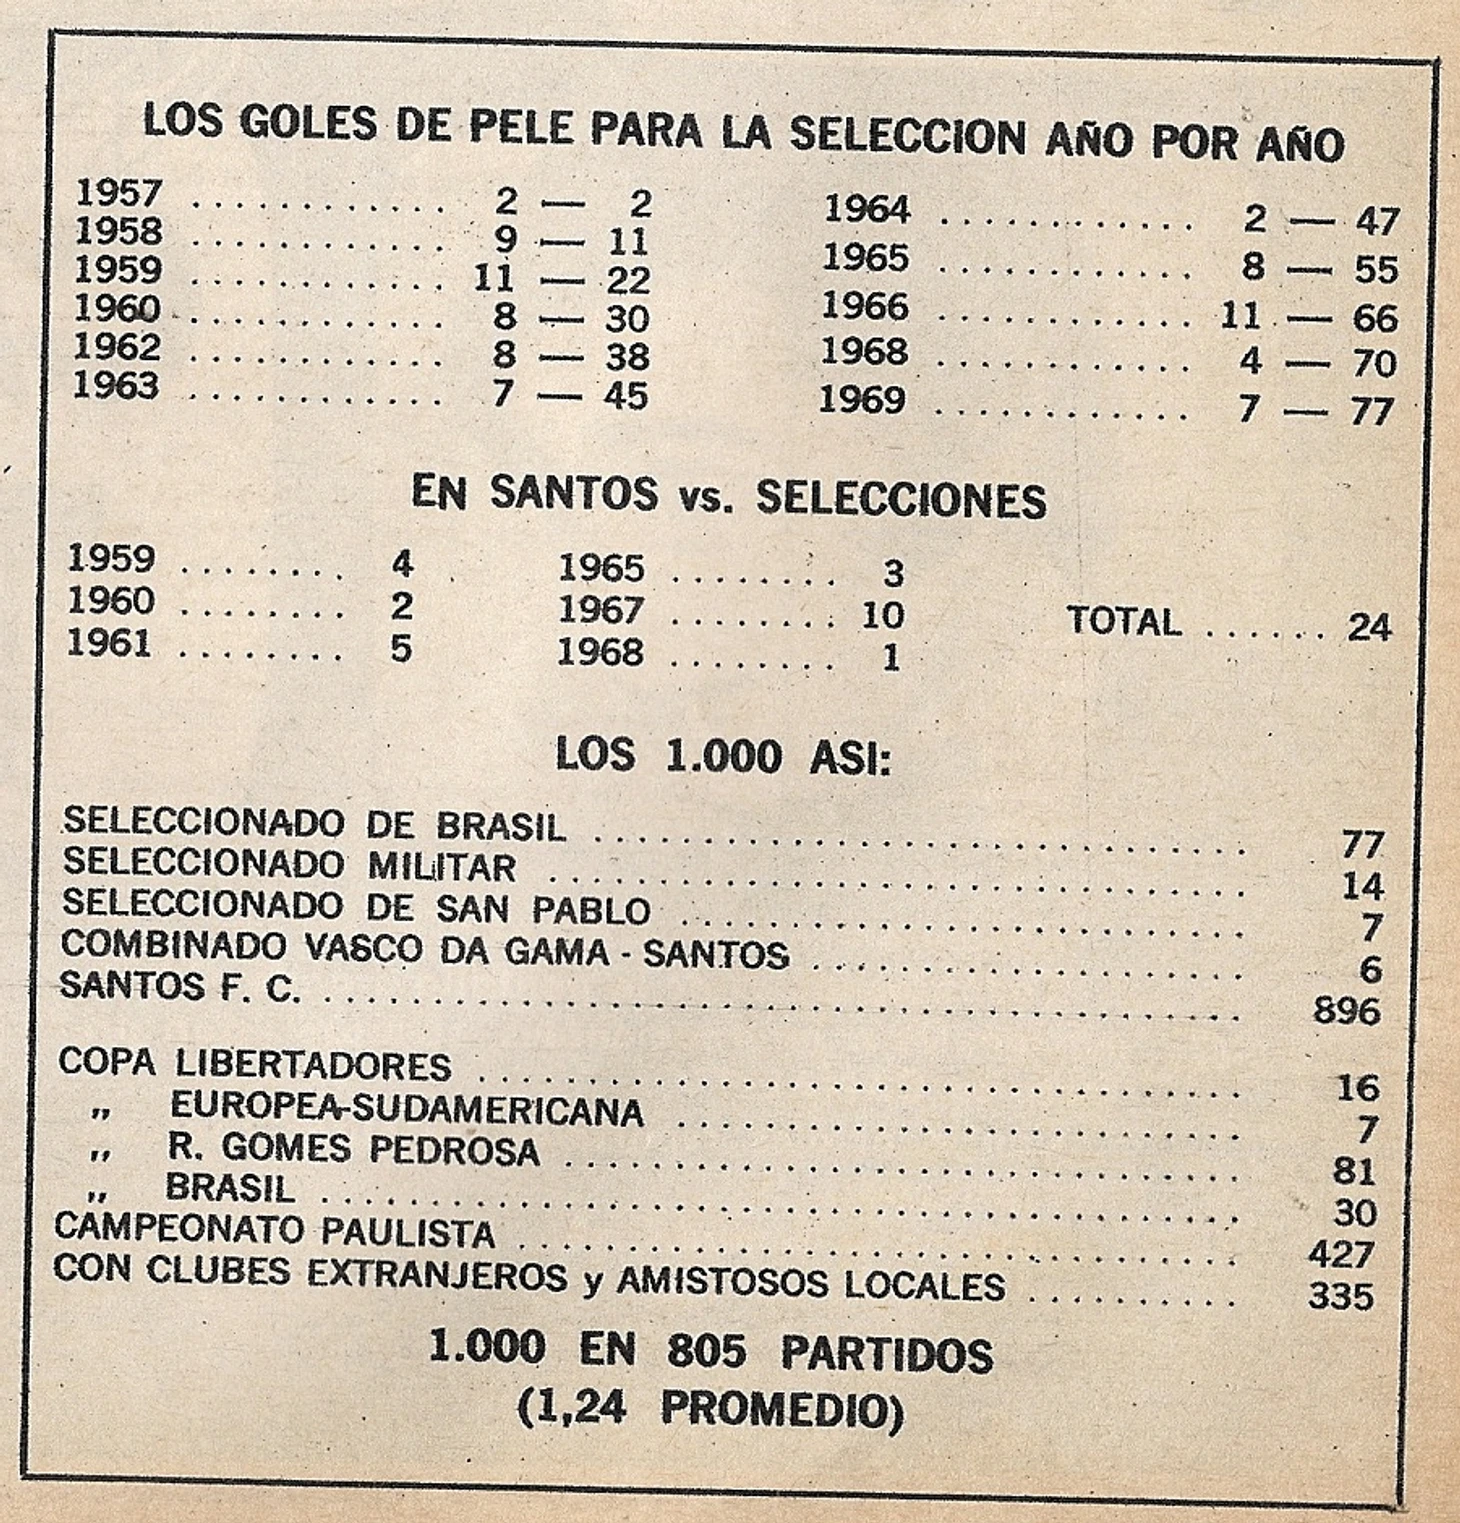 LOS GOLES DE PELE PARA LA SELECCION AÑO POR AÑO
1957 ............ 2 — 2
1958 ............ 9 — 11
1959 ............ 11 — 22
1960 ............ 8 — 30
1962 ............ 8 — 38
1963 ............ 7 — 45
1964 ............ 2 — 47
1965 ............ 8 — 55
1966 ............ 11 — 66
1968 ............ 4 — 70
1969 ............ 7 — 77
EN SANTOS vs. SELECCIONES
1959 ........ 4
1960 ........ 2
1961 ........ 5
1965 ........ 3
1967 ........ 10
1968 ........ 1
TOTAL ...... 24
LOS 1.000 ASI:
SELECCIONADO DE BRASIL ............................. 77
SELECCIONADO MILITAR ............................... 14
SELECCIONADO DE SAN PABLO ......................... 7
COMBINADO VASCO DA GAMA - SANTOS ................... 6
SANTOS F. C. ......................................... 896
COPA LIBERTADORES .................................. 16
„ EUROPEA-SUDAMERICANA ......................... 7
„ R. GOMES PEDROSA .............................. 81
„ BRASIL ......................................... 30
CAMPEONATO PAULISTA ................................ 427
CON CLUBES EXTRANJEROS y AMISTOSOS LOCALES .......... 335
1.000 EN 805 PARTIDOS
(1,24 PROMEDIO)